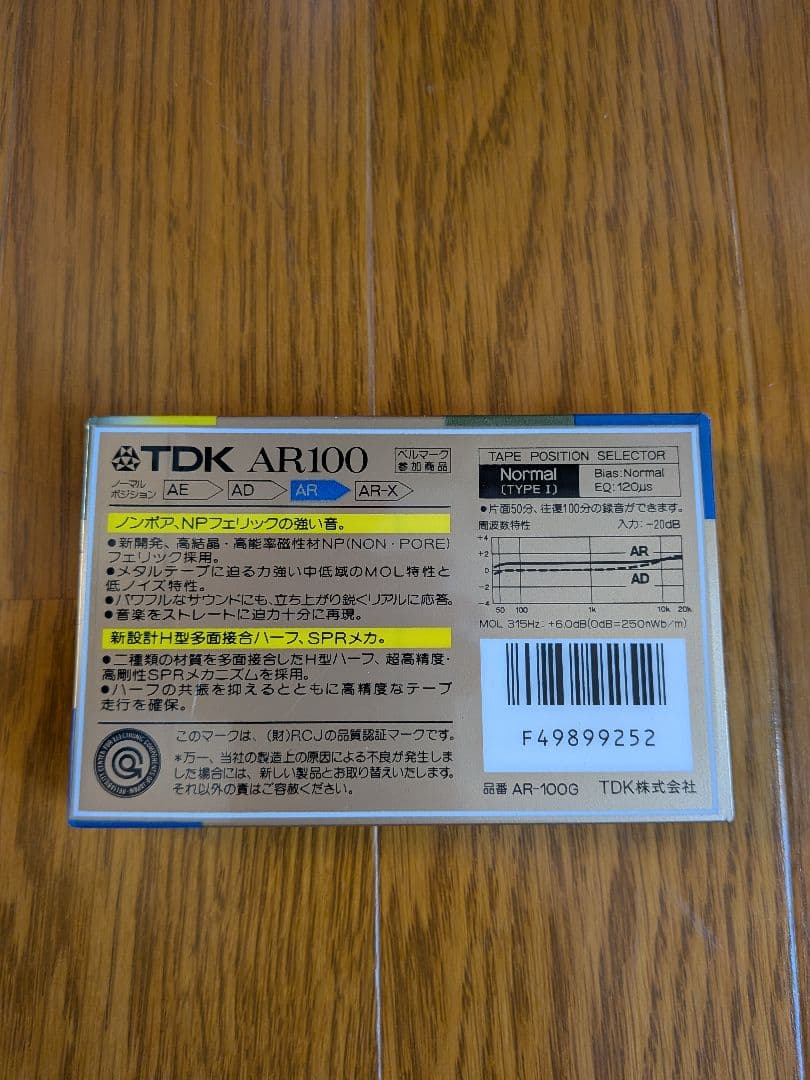 TDK AR100
ベルマーク
参加商品
ノーマル
ポジション
AE
AD
AR
AR-X
ノンポア、NPフェリックの強い音。
●新開発、高結晶・高能率磁性材NP(NON・PORE)
フェリック採用。
●メタルテープに迫る力強い中低域のMOL特性と
低ノイズ特性。
●パワフルなサウンドにも、立ち上がり鋭くリアルに応答。
●音楽をストレートに迫力十分に再現。
新設計H型多面接合ハーフ、SPRメカ。
●二種類の材質を多面接合したH型ハーフ、超高精度・
高剛性SPRメカニズムを採用。
●ハーフの共振を抑えるとともに高精度なテープ
走行を確保。
このマークは、(財)RCJの品質認証マークです。
*万一、当社の製造上の原因による不良が発生しま
した場合には、新しい製品とお取り替えいたします。
それ以外の責はご容赦ください。
TAPE POSITION SELECTOR
Normal
(TYPE I)
Bias:Normal
EQ:120μs
●片面50分、往復100分の録音ができます。
周波数特性
入力:-20dB
+4
+2
0
-2
-4
AR
AD
50
100
1k
10k
20k
MOL 315Hz: +6.0dB(0dB=250nWb/m)
F49899252
品番 AR-100G
TDK株式会社